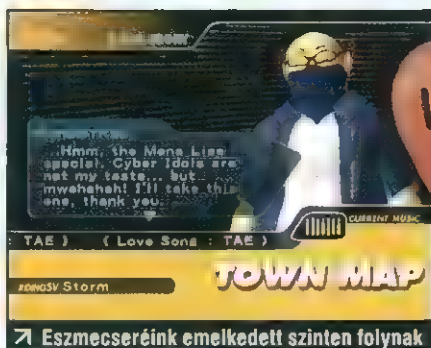 Hmm, the Mona Lisa
special. Cyber Idols are
not my taste... but
mwahahah! I'll take this
one, thank you.
CURRENT MUSIC
: TAE ) ( Love Song : TAE )
TOWN MAP
Storm
Eszmecseréink emelkedett szinten folynak